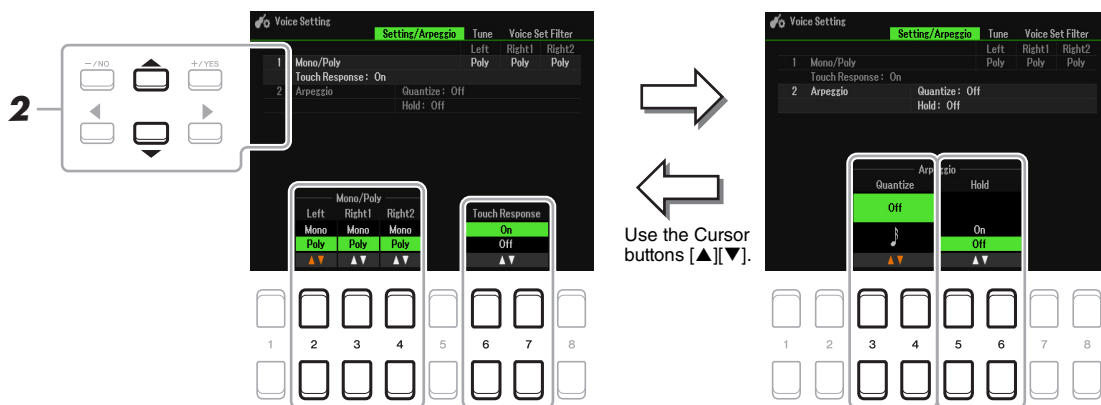 2
-/NO
+/YES
Voice Setting
Setting/Arpeggio Tune Voice Set Filter
Left Right1 Right2
1 Mono/Poly Poly Poly Poly
Touch Response: On
2 Arpeggio Quantize: Off
Hold: Off
Mono/Poly
Left Right1 Right2
Mono Mono Mono
Poly Poly Poly
▲▼ ▲▼ ▲▼
Touch Response
On
Off
▲▼
1 2 3 4 5 6 7 8
Use the Cursor
buttons [▲][▼].
Voice Setting
Setting/Arpeggio Tune Voice Set Filter
Left Right1 Right2
1 Mono/Poly Poly Poly Poly
Touch Response: On
2 Arpeggio Quantize: Off
Hold: Off
Arpeggio
Quantize Hold
Off
On
Off
▲▼ ▲▼
1 2 3 4 5 6 7 8